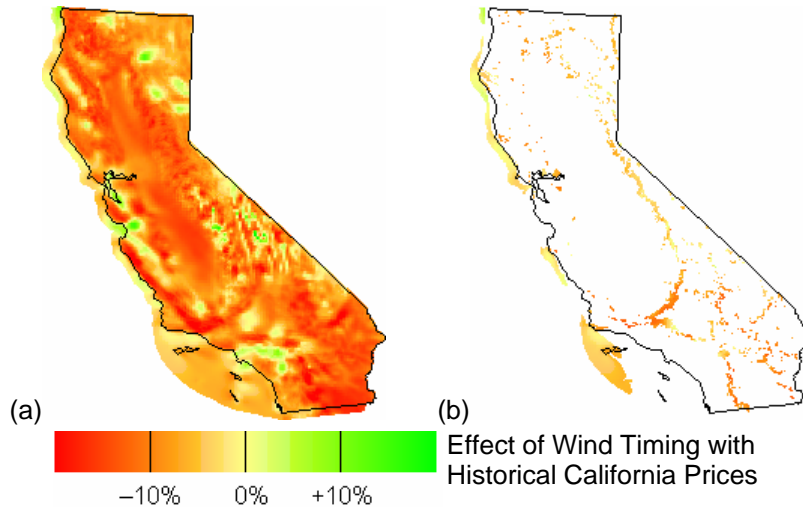 (a)
(b)
Effect of Wind Timing with
Historical California Prices
–10%
0%
+10%